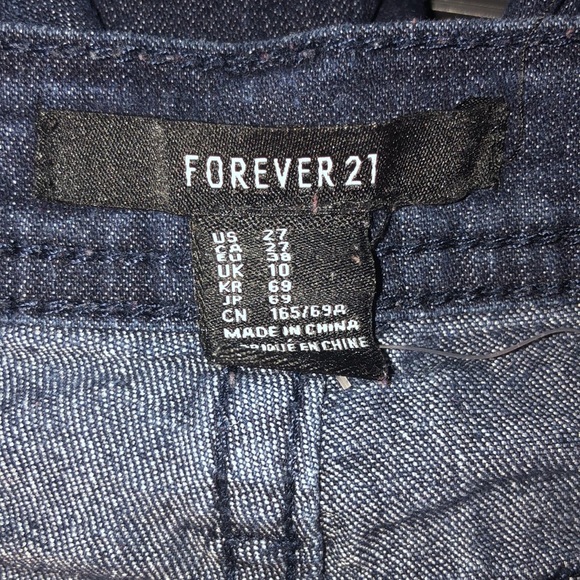 FOREVER 21
US 27
CA 27
EU 38
UK 10
KR 69
JP 69
CN 165/69A
MADE IN CHINA
EN CHINE